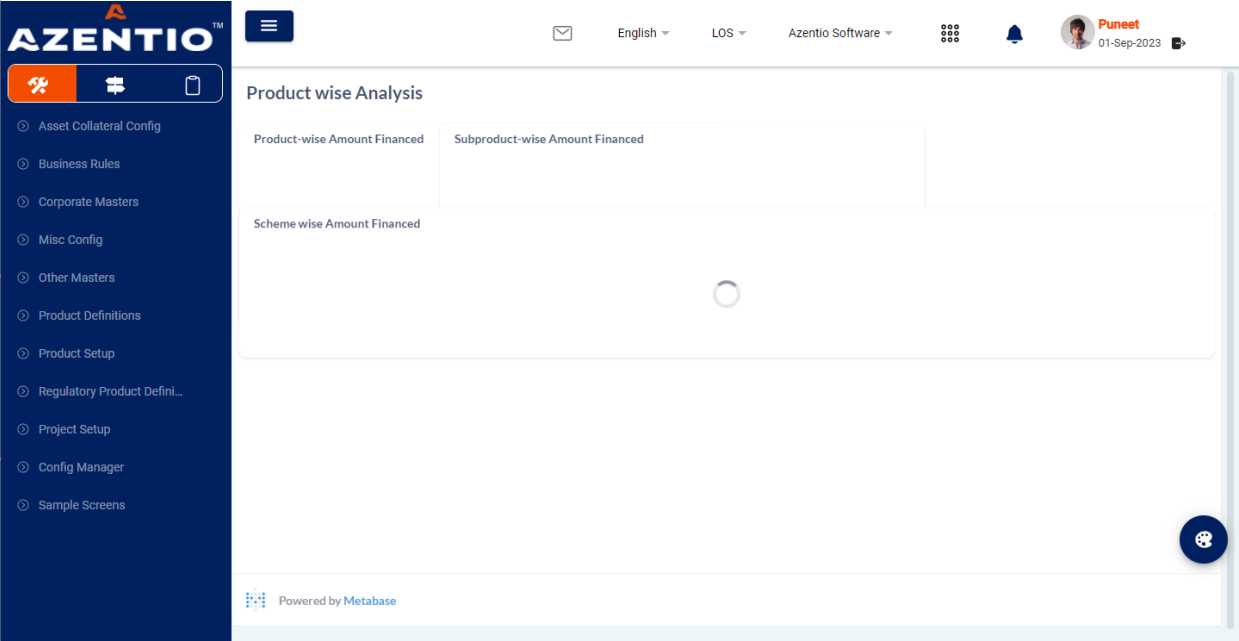 AZENTIO™
English
LOS
Azentio Software
Puneet
01-Sep-2023
Asset Collateral Config
Business Rules
Corporate Masters
Misc Config
Other Masters
Product Definitions
Product Setup
Regulatory Product Defini...
Project Setup
Config Manager
Sample Screens
Product wise Analysis
Product-wise Amount Financed
Subproduct-wise Amount Financed
Scheme wise Amount Financed
Powered by Metabase